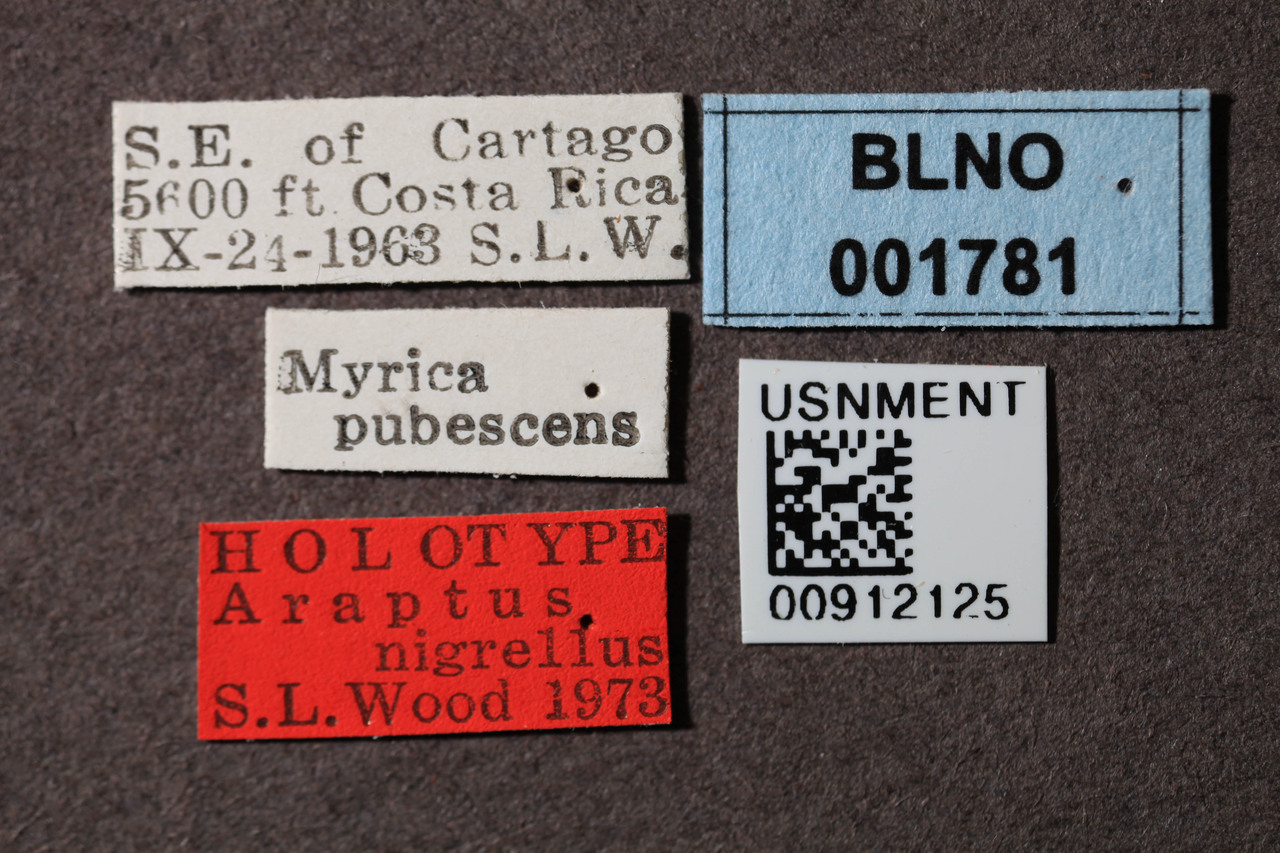 S.E. of Cartago
5600 ft. Costa Rica
IX-24-1963 S.L.W.
Myrica
pubescens
HOLOTYPE
Araptus
nigrellus
S.L.Wood 1973
BLNO
001781
USNMENT
00912125